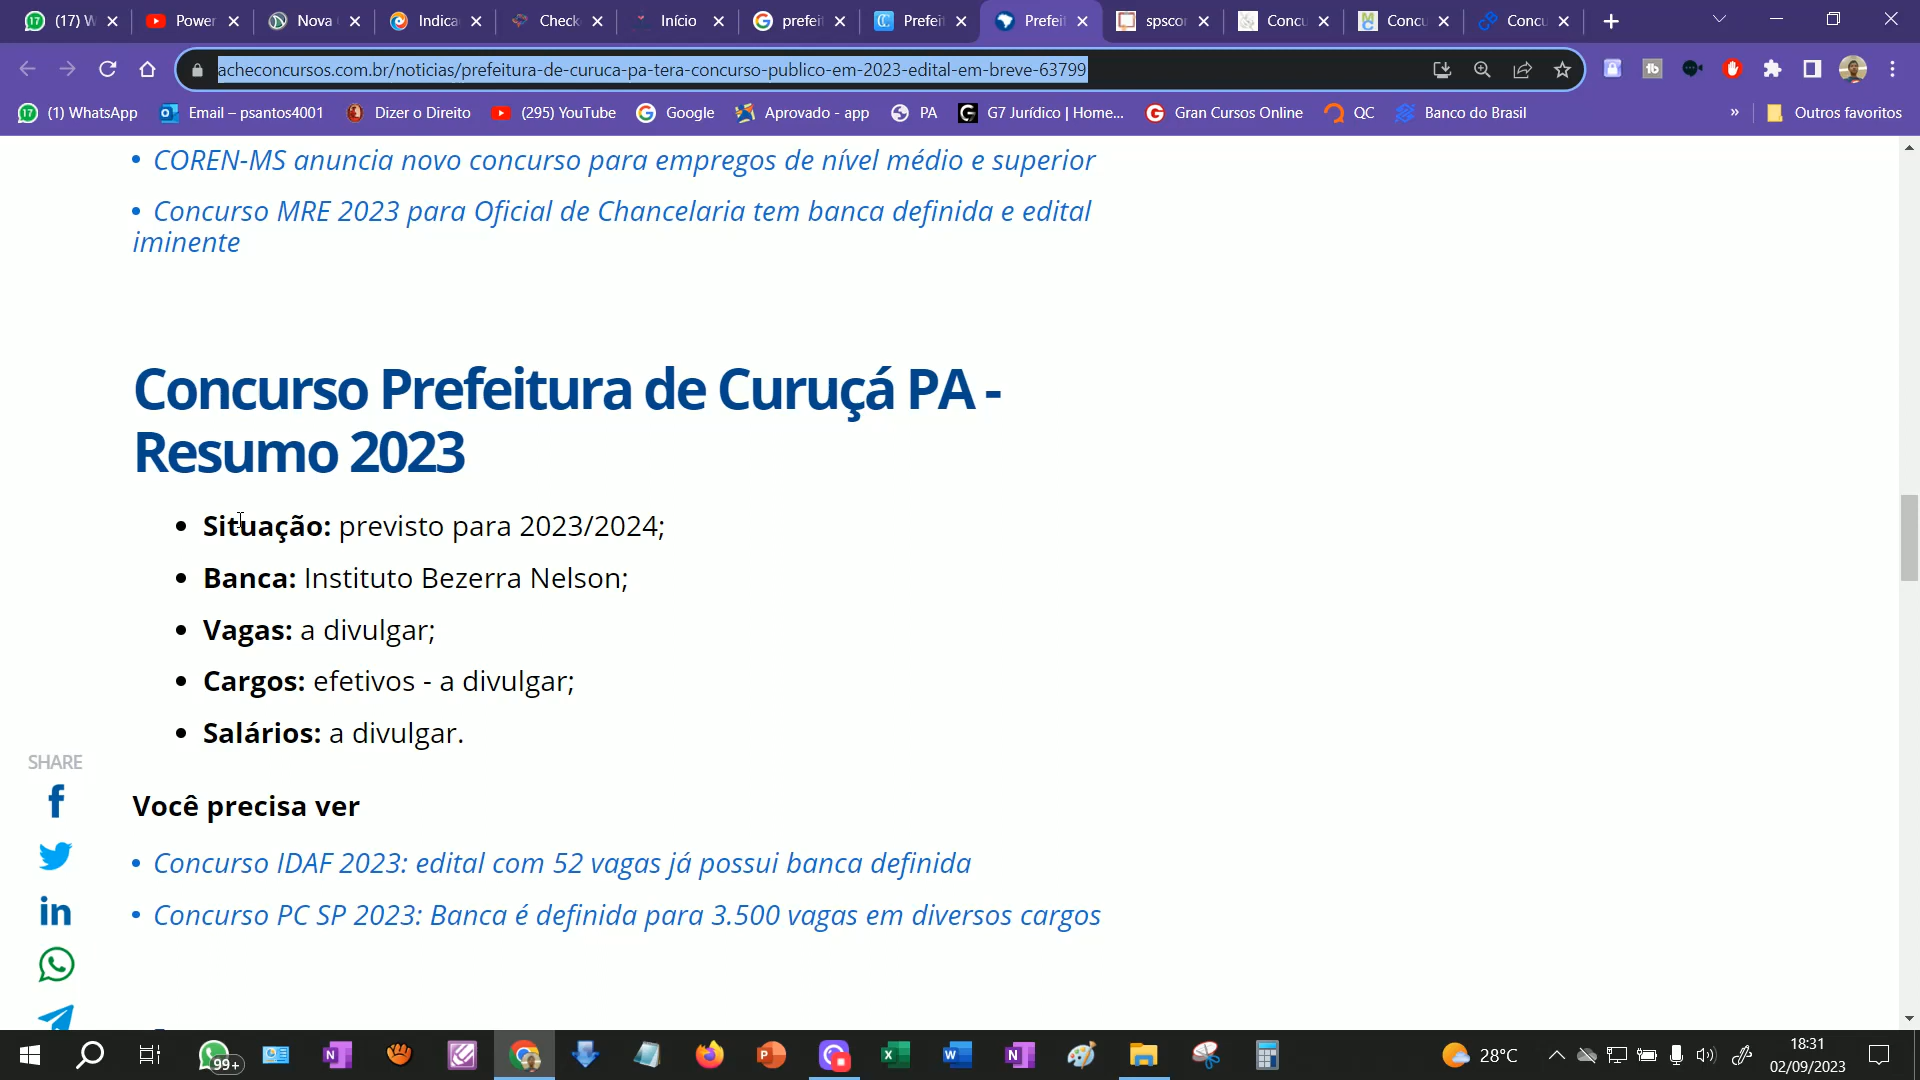 (17) W
Power
Nova
Indica
Check
Início
prefeit
Prefeit
Prefeit
spscor
Concu
Concu
Concu
acheconcursos.com.br/noticias/prefeitura-de-curuca-pa-tera-concurso-publico-em-2023-edital-em-breve-63799
(1) WhatsApp
Email – psantos4001
Dizer o Direito
(295) YouTube
Google
Aprovado - app
PA
G7 Jurídico | Home...
Gran Cursos Online
QC
Banco do Brasil
»
Outros favoritos
• COREN-MS anuncia novo concurso para empregos de nível médio e superior
• Concurso MRE 2023 para Oficial de Chancelaria tem banca definida e edital
iminente
Concurso Prefeitura de Curuçá PA -
Resumo 2023
• Situação: previsto para 2023/2024;
• Banca: Instituto Bezerra Nelson;
• Vagas: a divulgar;
• Cargos: efetivos - a divulgar;
• Salários: a divulgar.
SHARE
Você precisa ver
• Concurso IDAF 2023: edital com 52 vagas já possui banca definida
• Concurso PC SP 2023: Banca é definida para 3.500 vagas em diversos cargos
99+
28°C
18:31
02/09/2023